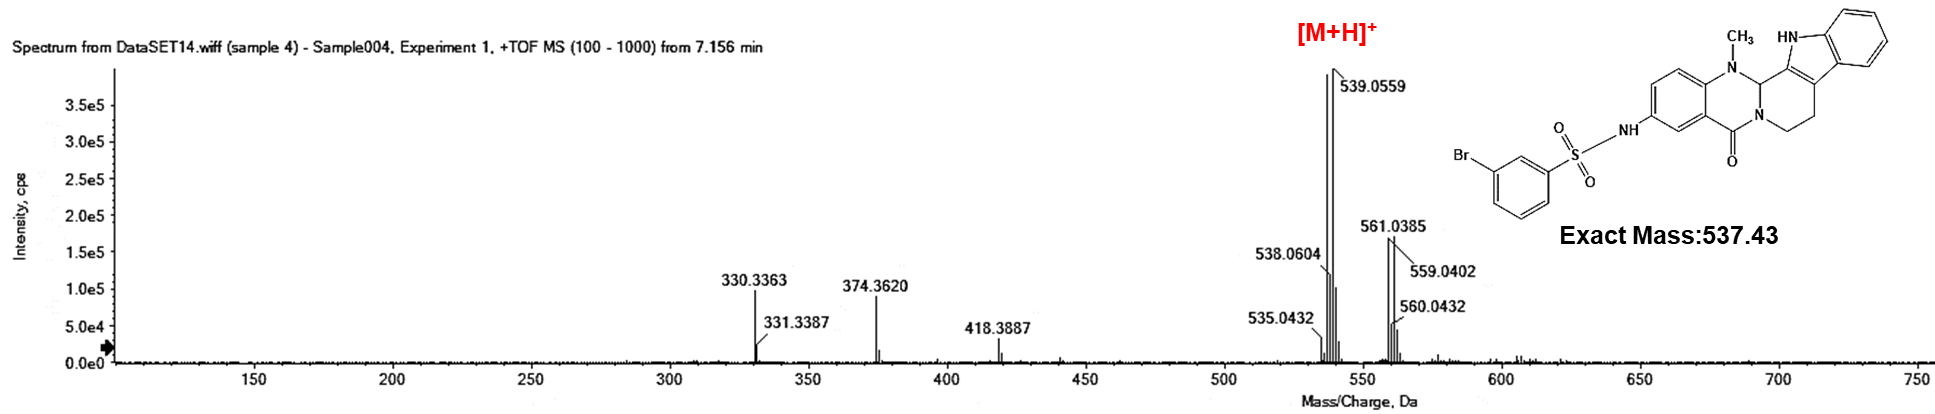 Spectrum from DataSET14.wiff (sample 4) - Sample004, Experiment 1, +TOF MS (100 - 1000) from 7.156 min
[M+H]+
Intensity, cps
3.5e5
3.0e5
2.5e5
2.0e5
1.5e5
1.0e5
5.0e4
0.0e0
330.3363
331.3387
374.3620
418.3887
535.0432
538.0604
539.0559
561.0385
559.0402
560.0432
150 200 250 300 350 400 450 500 550 600 650 700 750
Mass/Charge, Da
CH3
HN
N
N
O
NH
O
S
O
Br
Exact Mass:537.43